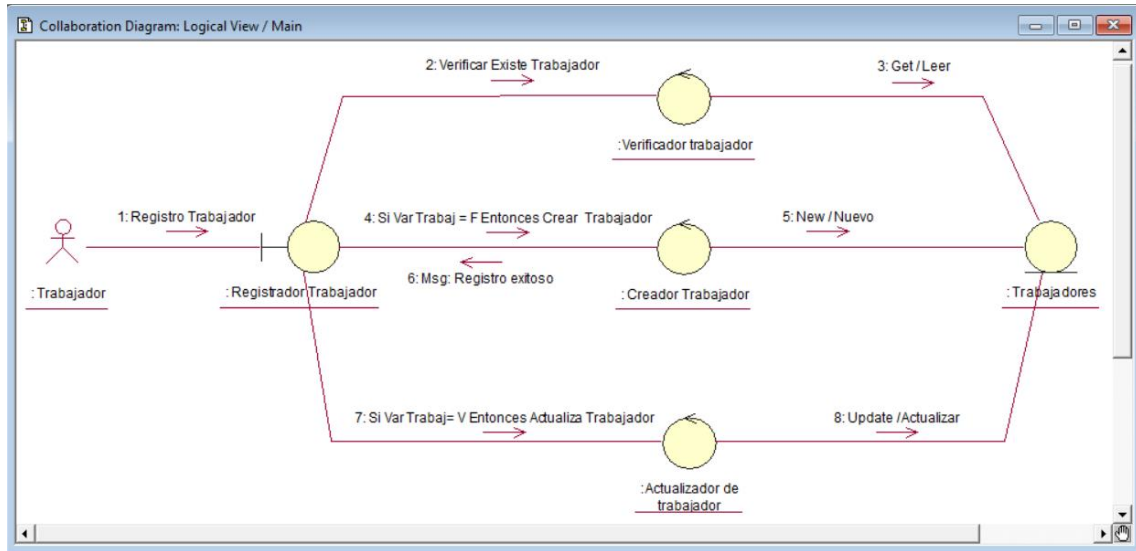 Collaboration Diagram: Logical View / Main
2: Verificar Existe Trabajador
3: Get / Leer
:Verificador trabajador
1: Registro Trabajador
4: Si Var Trabaj = F Entonces Crear Trabajador
5: New / Nuevo
6: Msg: Registro exitoso
:Trabajador
:Registrador Trabajador
:Creador Trabajador
:Trabajadores
7: Si Var Trabaj= V Entonces Actualiza Trabajador
8: Update /Actualizar
:Actualizador de
trabajador